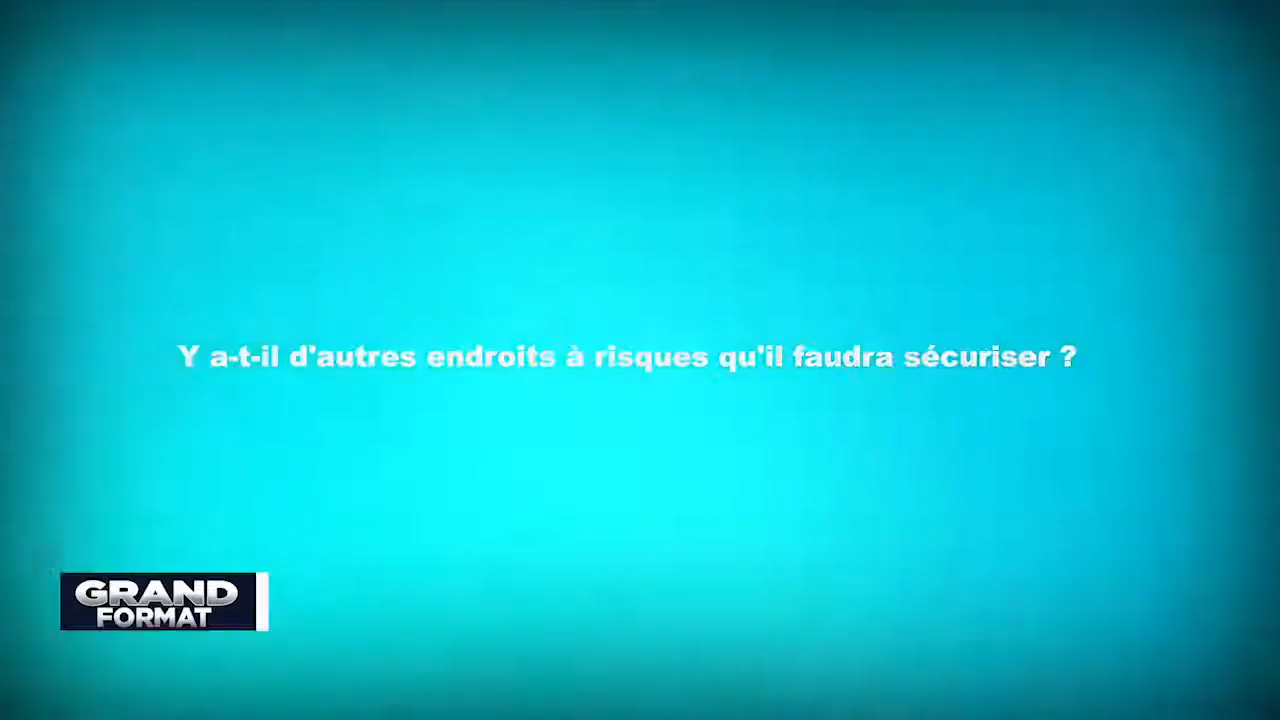 Y a-t-il d'autres endroits à risques qu'il faudra sécuriser ?
GRAND
FORMAT